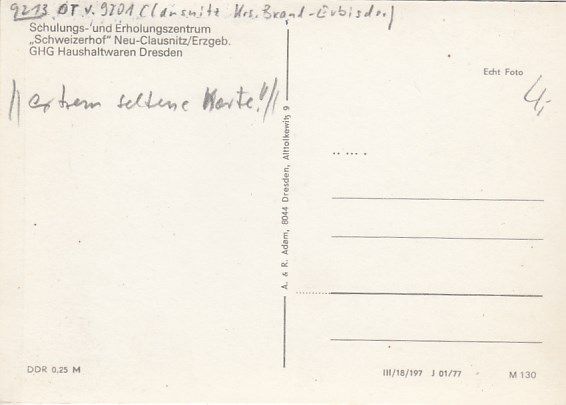 9213 OT v. 9201 Clausnitz Krs. Brand-Erbisdorf
Schulungs- und Erholungszentrum
„Schweizerhof" Neu-Clausnitz/Erzgeb.
GHG Haushaltwaren Dresden
Echt Foto
4,-
// extrem seltene Karte! //
A. & R. Adam, 8044 Dresden, Alttolkewitz 9
DDR 0,25 M
III/18/197 J 01/77
M 130